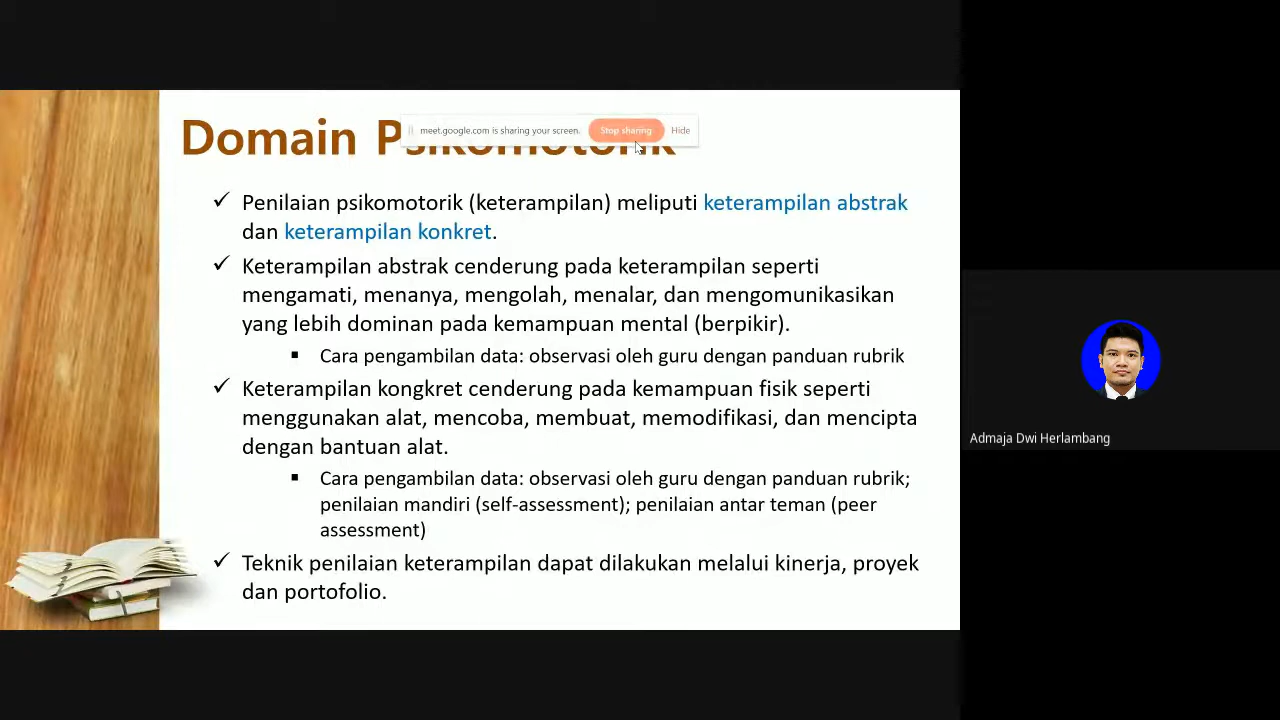 Domain Psikomotorik
meet.google.com is sharing your screen.
Stop sharing
Hide
Penilaian psikomotorik (keterampilan) meliputi keterampilan abstrak
dan keterampilan konkret.
Keterampilan abstrak cenderung pada keterampilan seperti
mengamati, menanya, mengolah, menalar, dan mengomunikasikan
yang lebih dominan pada kemampuan mental (berpikir).
Cara pengambilan data: observasi oleh guru dengan panduan rubrik
Keterampilan kongkret cenderung pada kemampuan fisik seperti
menggunakan alat, mencoba, membuat, memodifikasi, dan mencipta
dengan bantuan alat.
Cara pengambilan data: observasi oleh guru dengan panduan rubrik;
penilaian mandiri (self-assessment); penilaian antar teman (peer
assessment)
Teknik penilaian keterampilan dapat dilakukan melalui kinerja, proyek
dan portofolio.
Admaja Dwi Herlambang